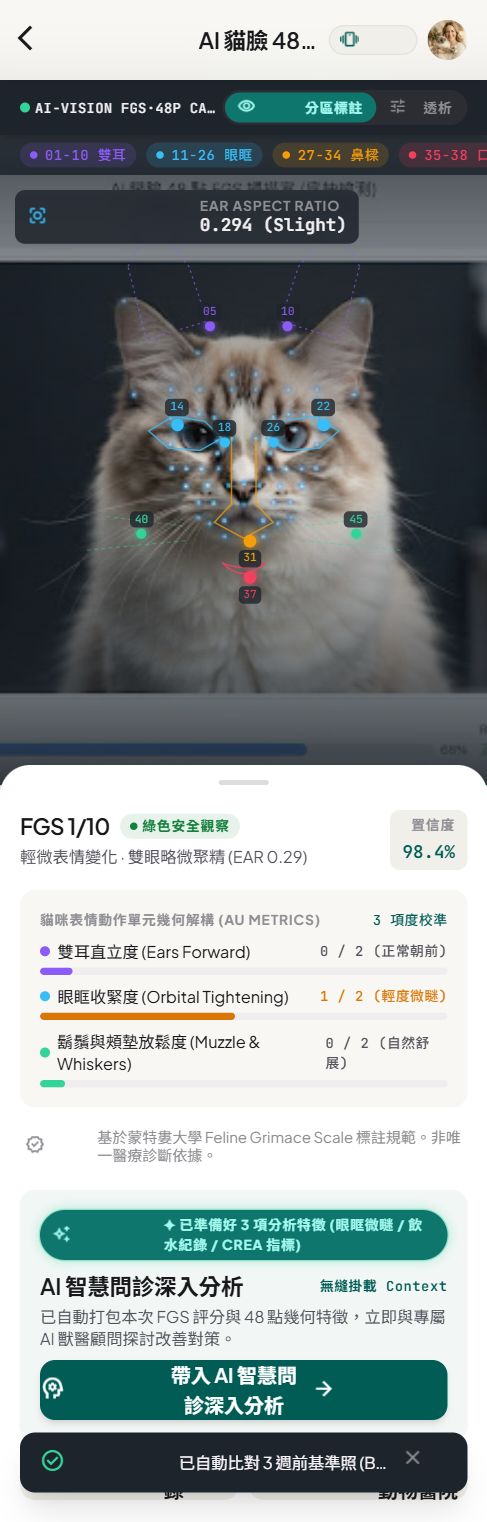 AI 貓臉 48...
AI-VISION FGS·48P CA…
分區標註
透析
01-10 雙耳
11-26 眼眶
27-34 鼻樑
35-38 口
EAR ASPECT RATIO
0.294 (Slight)
05
10
14
22
18
26
40
45
31
37
68%
FGS 1/10
綠色安全觀察
置信度
98.4%
輕微表情變化 · 雙眼略微聚精 (EAR 0.29)
貓咪表情動作單元幾何解構 (AU METRICS)
3 項度校準
雙耳直立度 (Ears Forward)
0 / 2 (正常朝前)
眼眶收緊度 (Orbital Tightening)
1 / 2 (輕度微瞇)
鬍鬚與頰墊放鬆度 (Muzzle &
Whiskers)
0 / 2 (自然舒
展)
基於蒙特婁大學 Feline Grimace Scale 標註規範。非唯
一醫療診斷依據。
✦ 已準備好 3 項分析特徵 (眼眶微瞇 / 飲
水紀錄 / CREA 指標)
AI 智慧問診深入分析
無縫掛載 Context
已自動打包本次 FGS 評分與 48 點幾何特徵，立即與專屬
AI 獸醫顧問探討改善對策。
帶入 AI 智慧問
診深入分析
已自動比對 3 週前基準照 (B...
錄
動物醫院